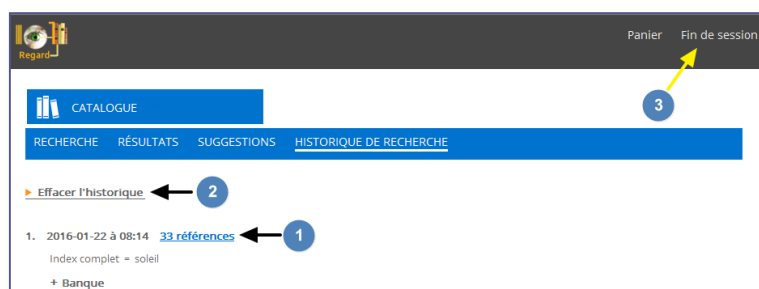 Regard
Panier Fin de session
3
CATALOGUE
RECHERCHE RÉSULTATS SUGGESTIONS HISTORIQUE DE RECHERCHE
Effacer l'historique 2
1. 2016-01-22 à 08:14 33 références 1
Index complet = soleil
+ Banque